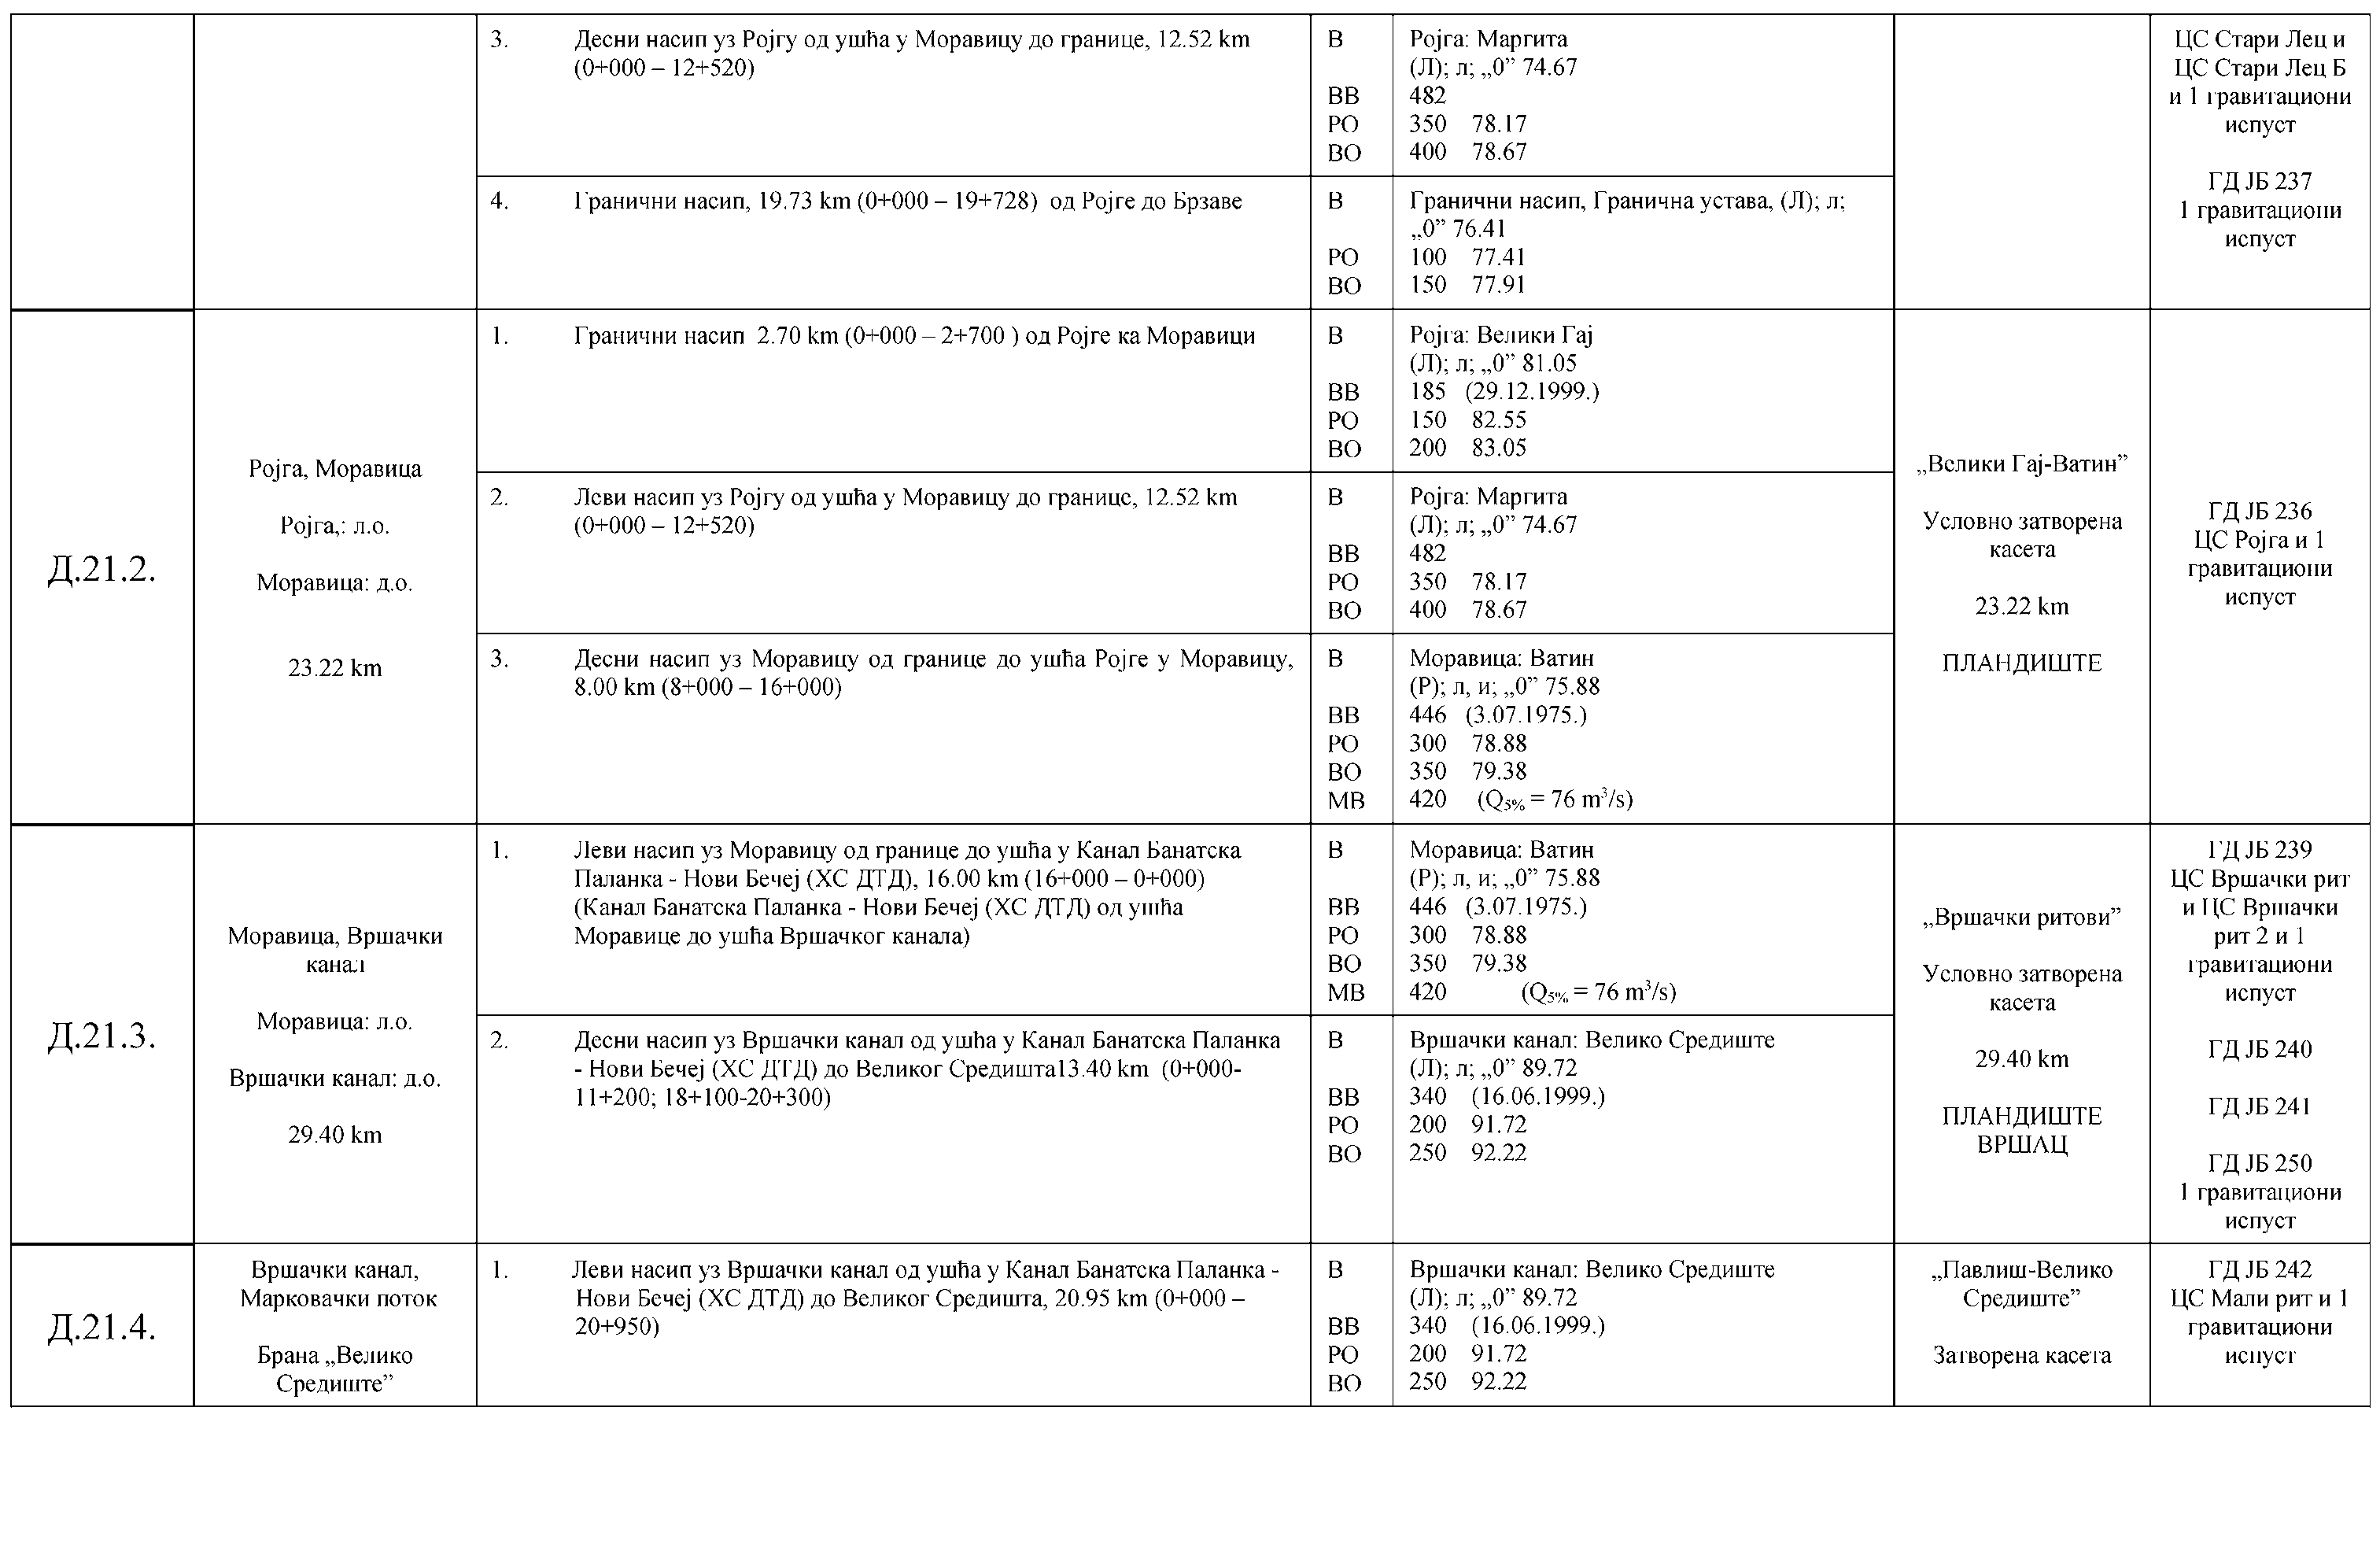 3. Десни насип уз Ројгу од ушћа у Моравицу до границе, 12.52 km
(0+000 – 12+520)
В Ројга: Маргита
(Л); л; „0” 74.67
ВВ 482
РО 350 78.17
ВО 400 78.67
ЦС Стари Лец и
ЦС Стари Лец Б
и 1 гравитациони
испуст
ГД ЈБ 237
1 гравитациони
испуст
4. Гранични насип, 19.73 km (0+000 – 19+728) од Ројге до Брзаве
В Гранични насип, Гранична устава, (Л); л;
„0” 76.41
РО 100 77.41
ВО 150 77.91
Д.21.2.
Ројга, Моравица
Ројга,: л.о.
Моравица: д.о.
23.22 km
1. Гранични насип 2.70 km (0+000 – 2+700 ) од Ројге ка Моравици
В Ројга: Велики Гај
(Л); л; „0” 81.05
ВВ 185 (29.12.1999.)
РО 150 82.55
ВО 200 83.05
2. Леви насип уз Ројгу од ушћа у Моравицу до границе, 12.52 km
(0+000 – 12+520)
В Ројга: Маргита
(Л); л; „0” 74.67
ВВ 482
РО 350 78.17
ВО 400 78.67
3. Десни насип уз Моравицу од границе до ушћа Ројге у Моравицу,
8.00 km (8+000 – 16+000)
В Моравица: Ватин
(Р); л, и; „0” 75.88
ВВ 446 (3.07.1975.)
РО 300 78.88
ВО 350 79.38
МВ 420 (Q5% = 76 m³/s)
„Велики Гај-Ватин”
Условно затворена
касета
23.22 km
ПЛАНДИШТЕ
ГД ЈБ 236
ЦС Ројга и 1
гравитациони
испуст
Д.21.3.
Моравица, Вршачки
канал
Моравица: л.о.
Вршачки канал: д.о.
29.40 km
1. Леви насип уз Моравицу од границе до ушћа у Канал Банатска
Паланка - Нови Бечеј (ХС ДТД), 16.00 km (16+000 – 0+000)
(Канал Банатска Паланка - Нови Бечеј (ХС ДТД) од ушћа
Моравице до ушћа Вршачког канала)
В Моравица: Ватин
(Р); л, и; „0” 75.88
ВВ 446 (3.07.1975.)
РО 300 78.88
ВО 350 79.38
МВ 420 (Q5% = 76 m³/s)
2. Десни насип уз Вршачки канал од ушћа у Канал Банатска Паланка
- Нови Бечеј (ХС ДТД) до Великог Средишта13.40 km (0+000-
11+200; 18+100-20+300)
В Вршачки канал: Велико Средиште
(Л); л; „0” 89.72
ВВ 340 (16.06.1999.)
РО 200 91.72
ВО 250 92.22
„Вршачки ритови”
Условно затворена
касета
29.40 km
ПЛАНДИШТЕ
ВРШАЦ
ГД ЈБ 239
ЦС Вршачки рит
и ЦС Вршачки
рит 2 и 1
гравитациони
испуст
ГД ЈБ 240
ГД ЈБ 241
ГД ЈБ 250
1 гравитациони
испуст
Д.21.4.
Вршачки канал,
Марковачки поток
Брана „Велико
Средиште”
1. Леви насип уз Вршачки канал од ушћа у Канал Банатска Паланка -
Нови Бечеј (ХС ДТД) до Великог Средишта, 20.95 km (0+000 –
20+950)
В Вршачки канал: Велико Средиште
(Л); л; „0” 89.72
ВВ 340 (16.06.1999.)
РО 200 91.72
ВО 250 92.22
„Павлиш-Велико
Средиште”
Затворена касета
ГД ЈБ 242
ЦС Мали рит и 1
гравитациони
испуст